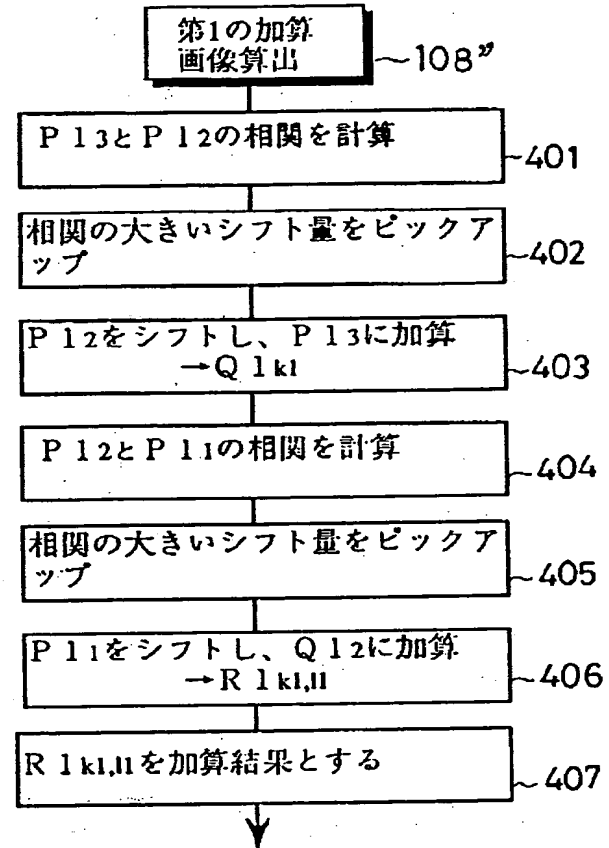 第1の加算
画像算出
108"
P13とP12の相関を計算
401
相関の大きいシフト量をピックア
ップ
402
P12をシフトし、P13に加算
→Q1k1
403
P12とP11の相関を計算
404
相関の大きいシフト量をピックア
ップ
405
P11をシフトし、Q12に加算
→R1k1,l1
406
R1k1,l1を加算結果とする
407